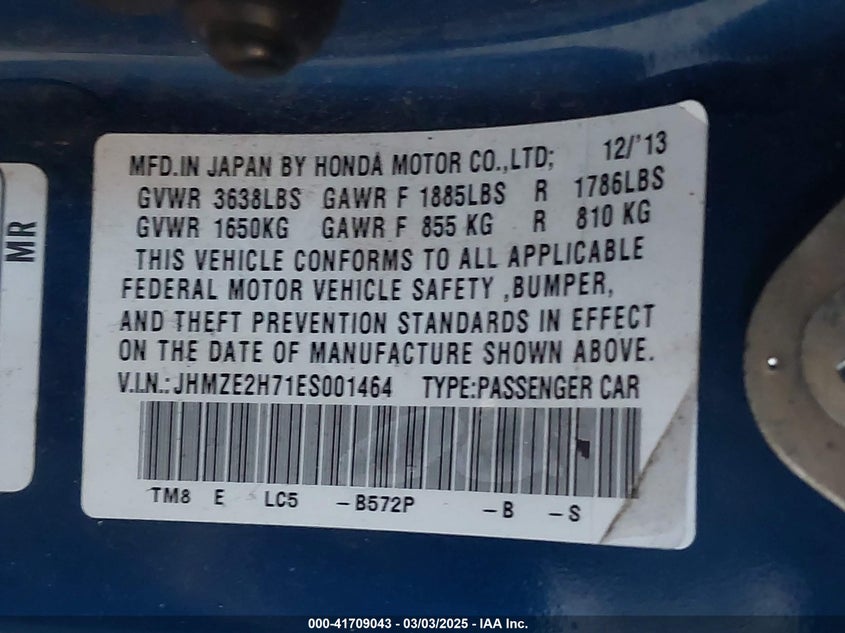 MFD.IN JAPAN BY HONDA MOTOR CO.,LTD; 12/'13
GVWR 3638LBS GAWR F 1885LBS R 1786LBS
GVWR 1650KG GAWR F 855 KG R 810 KG
THIS VEHICLE CONFORMS TO ALL APPLICABLE
FEDERAL MOTOR VEHICLE SAFETY ,BUMPER,
AND THEFT PREVENTION STANDARDS IN EFFECT
ON THE DATE OF MANUFACTURE SHOWN ABOVE.
V.I.N.:JHMZE2H71ES001464 TYPE:PASSENGER CAR
TM8 E LC5 -B572P -B -S
MR
000-41709043 - 03/03/2025 - IAA Inc.